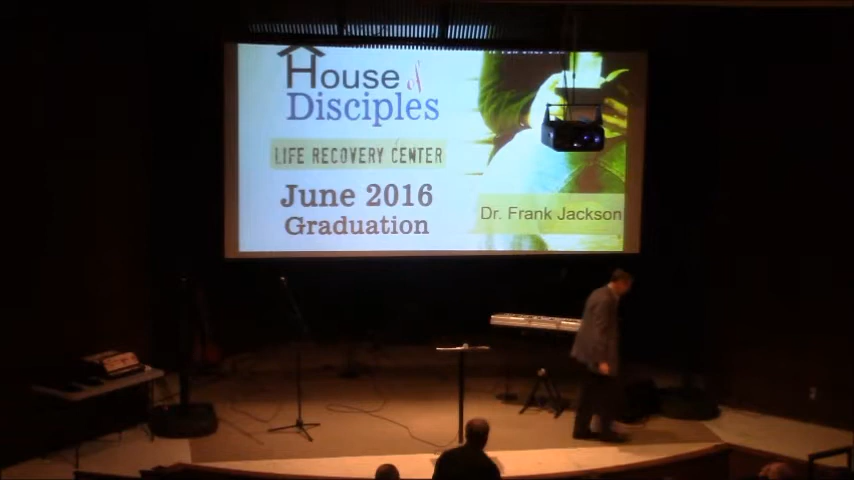 House of
Disciples
LIFE RECOVERY CENTER
June 2016
Graduation
Dr. Frank Jackson